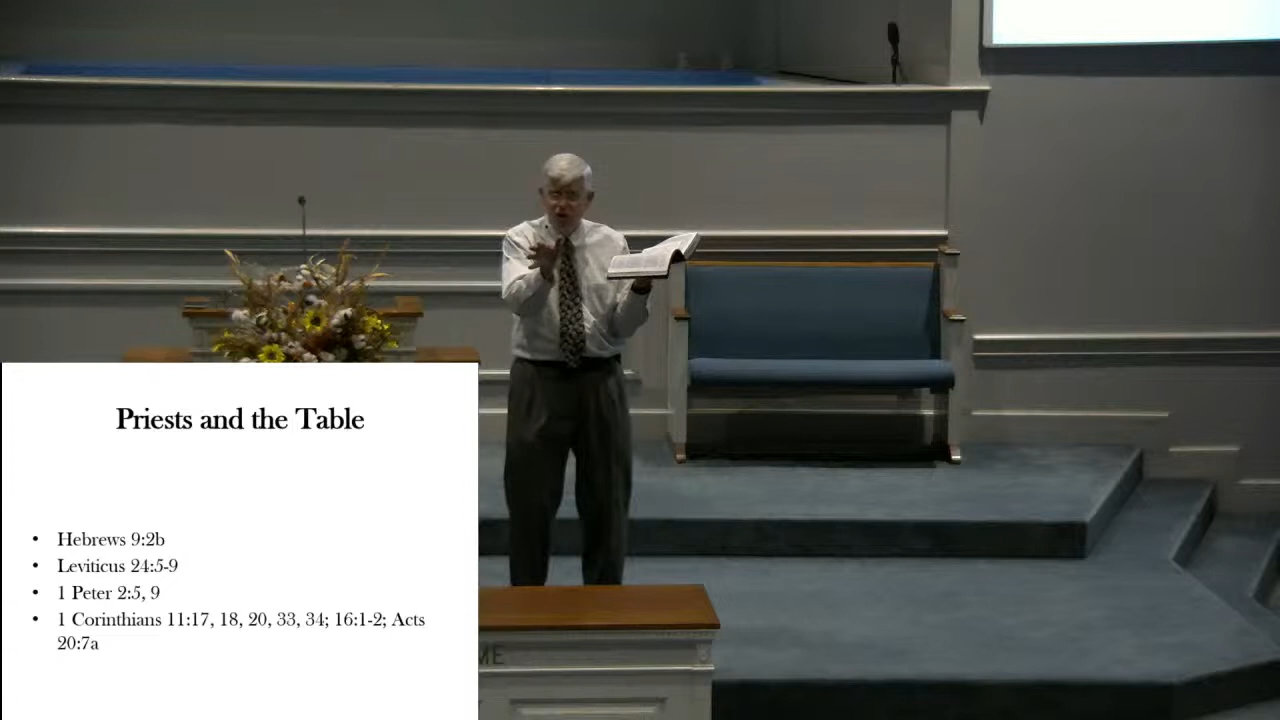 Priests and the Table
• Hebrews 9:2b
• Leviticus 24:5-9
• 1 Peter 2:5, 9
• 1 Corinthians 11:17, 18, 20, 33, 34; 16:1-2; Acts
20:7a
ME